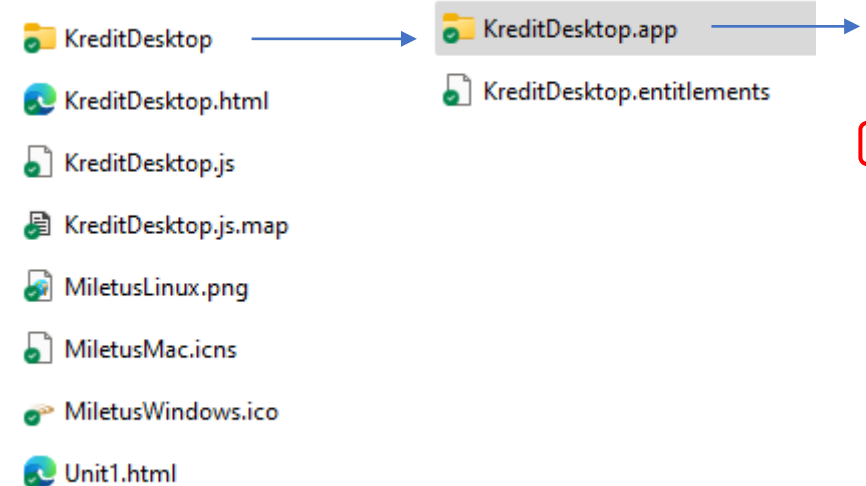 KreditDesktop
KreditDesktop.html
KreditDesktop.js
KreditDesktop.js.map
MiletusLinux.png
MiletusMac.icns
MiletusWindows.ico
Unit1.html
KreditDesktop.app
KreditDesktop.entitlements